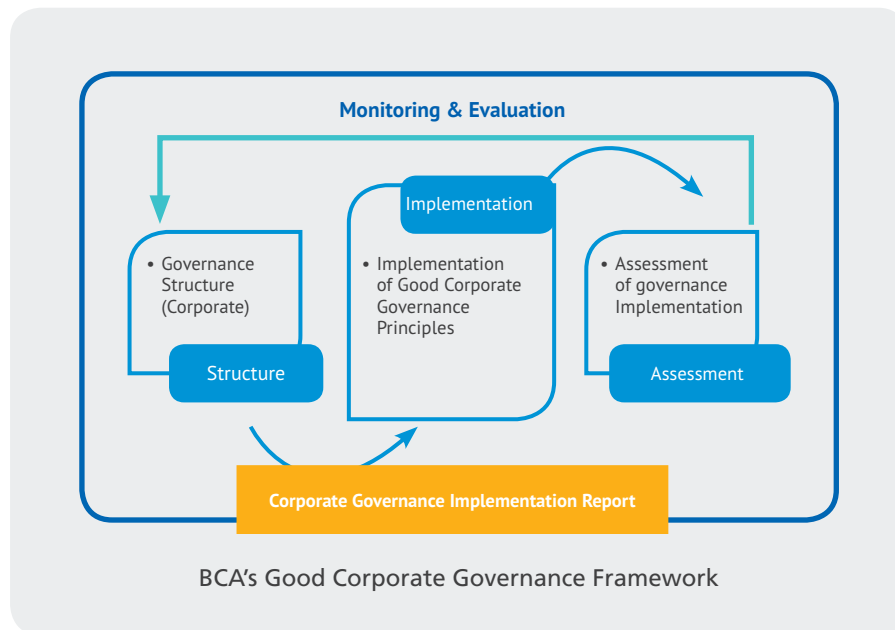 Monitoring & Evaluation
• Governance
Structure
(Corporate)
Structure
Implementation
• Implementation
of Good Corporate
Governance
Principles
• Assessment
of governance
Implementation
Assessment
Corporate Governance Implementation Report
BCA's Good Corporate Governance Framework